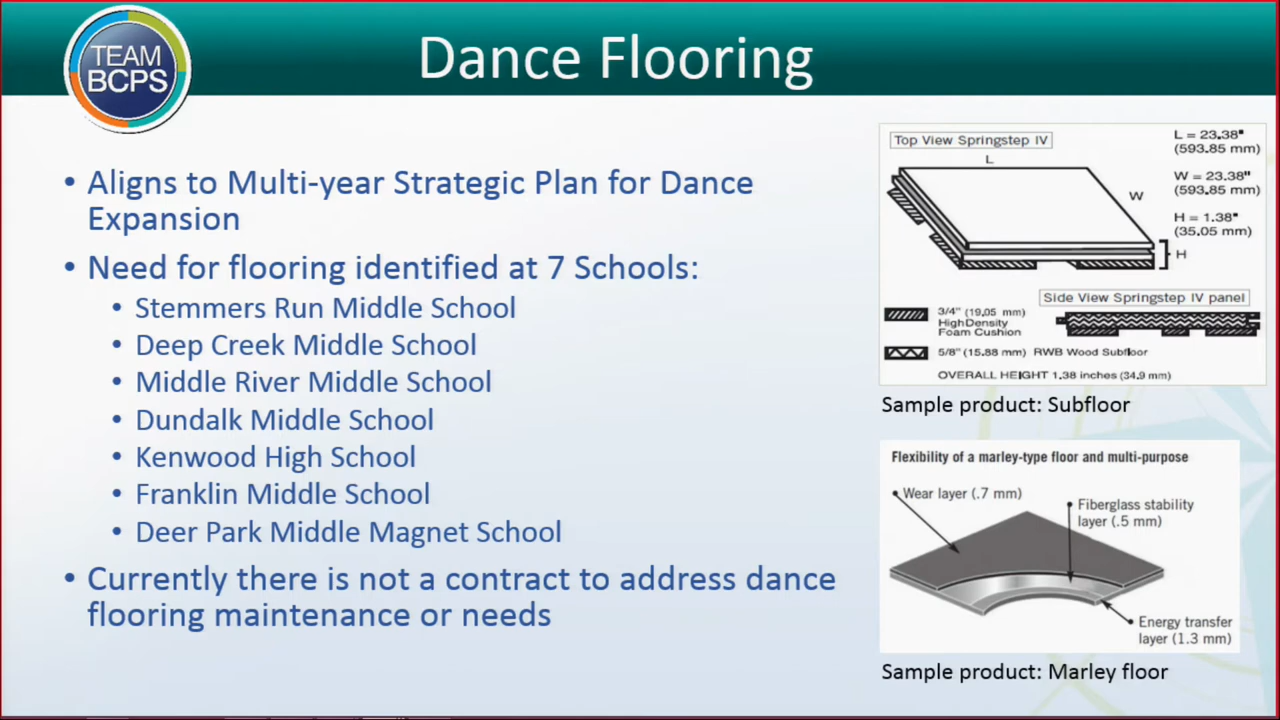 TEAM
BCPS
Dance Flooring
• Aligns to Multi-year Strategic Plan for Dance
Expansion
• Need for flooring identified at 7 Schools:
• Stemmers Run Middle School
• Deep Creek Middle School
• Middle River Middle School
• Dundalk Middle School
• Kenwood High School
• Franklin Middle School
• Deer Park Middle Magnet School
• Currently there is not a contract to address dance
flooring maintenance or needs
Top View Springstep IV
L
W
H
L = 23.38"
(593.85 mm)
W = 23.38"
(593.85 mm)
H = 1.38"
(35.05 mm)
Side View Springstep IV panel
3/4" (19.05 mm)
High Density
Foam Cushion
5/8" (15.88 mm) RWB Wood Subfloor
OVERALL HEIGHT 1.38 inches (34.9 mm)
Sample product: Subfloor
Flexibility of a marley-type floor and multi-purpose
Wear layer (.7 mm)
Fiberglass stability
layer (.5 mm)
Energy transfer
layer (1.3 mm)
Sample product: Marley floor